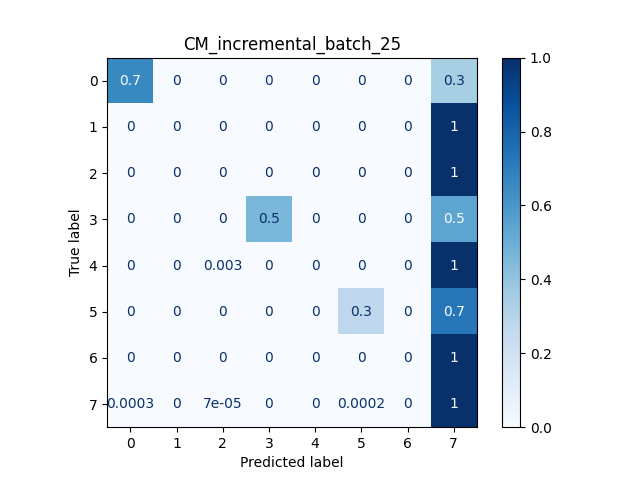 CM_incremental_batch_25
True label
0 0.7 0 0 0 0 0 0 0.3
1 0 0 0 0 0 0 0 1
2 0 0 0 0 0 0 0 1
3 0 0 0 0.5 0 0 0 0.5
4 0 0 0.003 0 0 0 0 1
5 0 0 0 0 0 0.3 0 0.7
6 0 0 0 0 0 0 0 1
7 0.0003 0 7e-05 0 0 0.0002 0 1
0 1 2 3 4 5 6 7
Predicted label
1.0
0.8
0.6
0.4
0.2
0.0